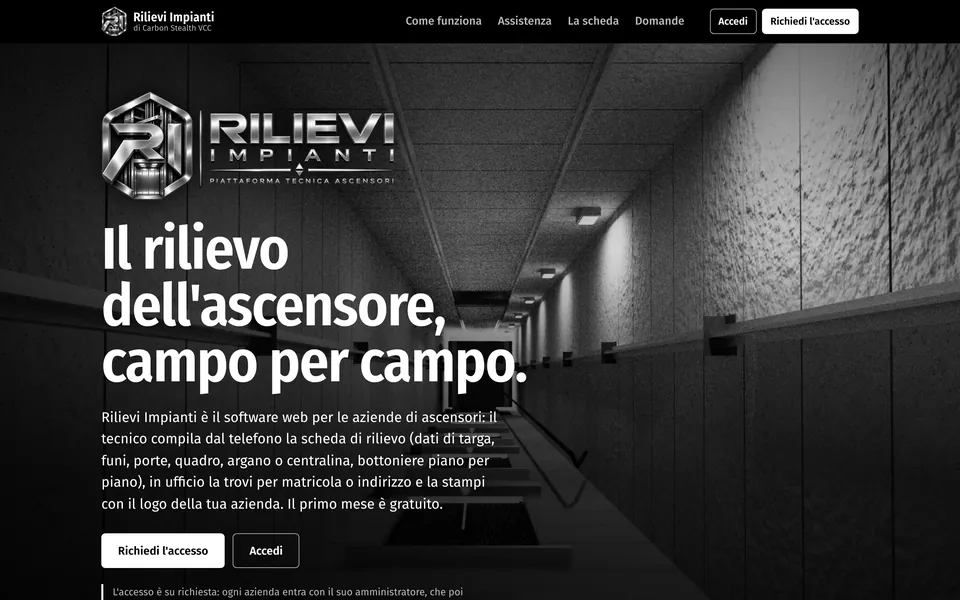 Rilievi Impianti
di Carbon Stealth VCC
Come funziona
Assistenza
La scheda
Domande
Accedi
Richiedi l'accesso
RI
RILIEVI
IMPIANTI
PIATTAFORMA TECNICA ASCENSORI
Il rilievo
dell'ascensore,
campo per campo.
Rilievi Impianti è il software web per le aziende di ascensori: il
tecnico compila dal telefono la scheda di rilievo (dati di targa,
funi, porte, quadro, argano o centralina, bottoniere piano per
piano), in ufficio la trovi per matricola o indirizzo e la stampi
con il logo della tua azienda. Il primo mese è gratuito.
Richiedi l'accesso
Accedi
L'accesso è su richiesta: ogni azienda entra con il suo amministratore, che poi